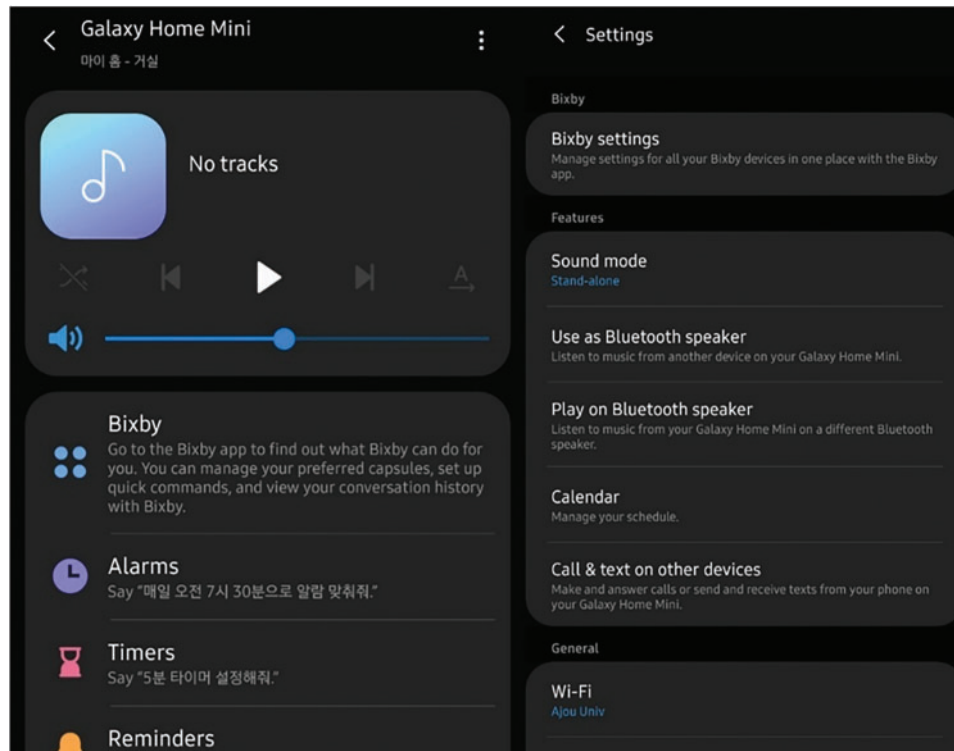 Galaxy Home Mini
마이 홈 - 거실
No tracks
A
Bixby
Go to the Bixby app to find out what Bixby can do for
you. You can manage your preferred capsules, set up
quick commands, and view your conversation history
with Bixby.
Alarms
Say "매일 오전 7시 30분으로 알람 맞춰줘."
Timers
Say "5분 타이머 설정해줘."
Reminders
Settings
Bixby
Bixby settings
Manage settings for all your Bixby devices in one place with the Bixby
app.
Features
Sound mode
Stand-alone
Use as Bluetooth speaker
Listen to music from another device on your Galaxy Home Mini.
Play on Bluetooth speaker
Listen to music from your Galaxy Home Mini on a different Bluetooth
speaker.
Calendar
Manage your schedule.
Call & text on other devices
Make and answer calls or send and receive texts from your phone on
your Galaxy Home Mini.
General
Wi-Fi
Ajou Univ